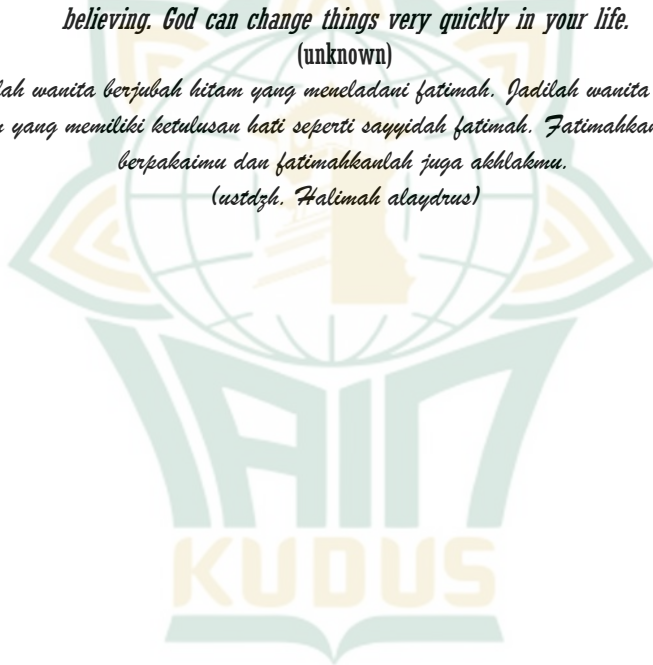 believing. God can change things very quickly in your life.
(unknown)
lah wanita berjubah hitam yang meneladani fatimah. Jadilah wanita
yang memiliki ketulusan hati seperti sayyidah fatimah. Fatimahkan
berpakaimu dan fatimahkanlah juga akhlakmu.
(ustdzh. Halimah alaydrus)
IAIN
KUDUS